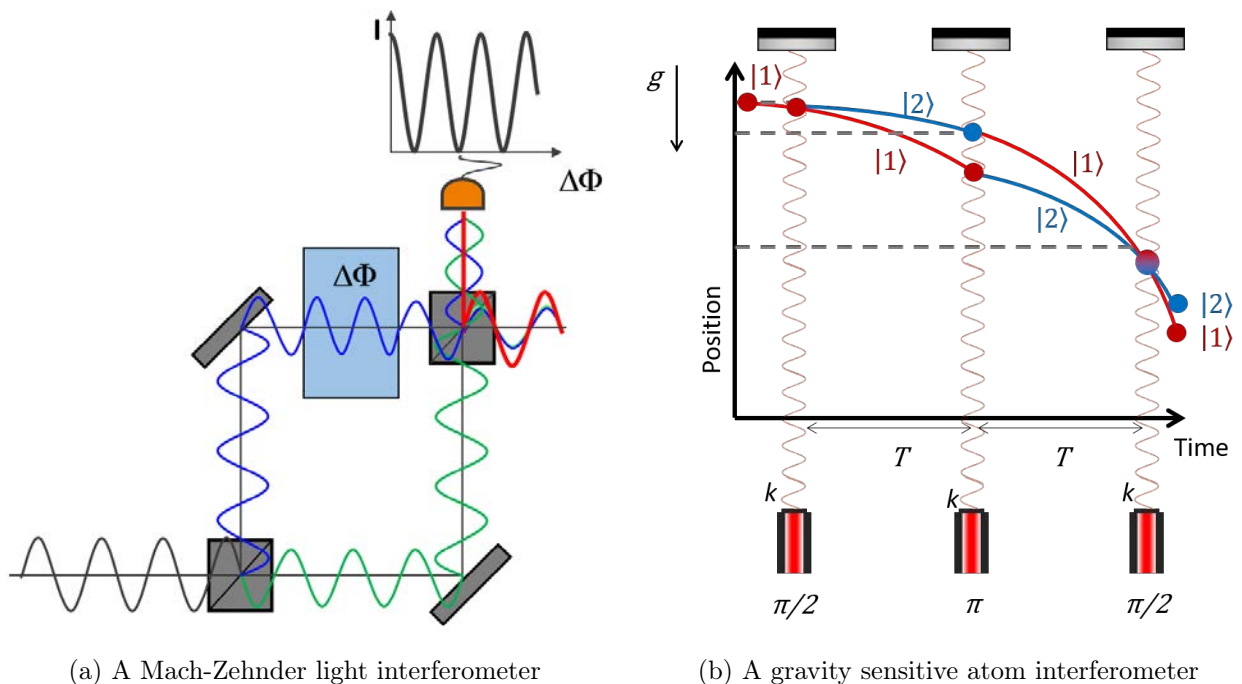 I
ΔΦ
ΔΦ
g
|1⟩
|2⟩
|1⟩
|1⟩
|2⟩
|2⟩
|1⟩
Position
Time
T
T
k
k
k
π/2
π
π/2
(a) A Mach-Zehnder light interferometer
(b) A gravity sensitive atom interferometer